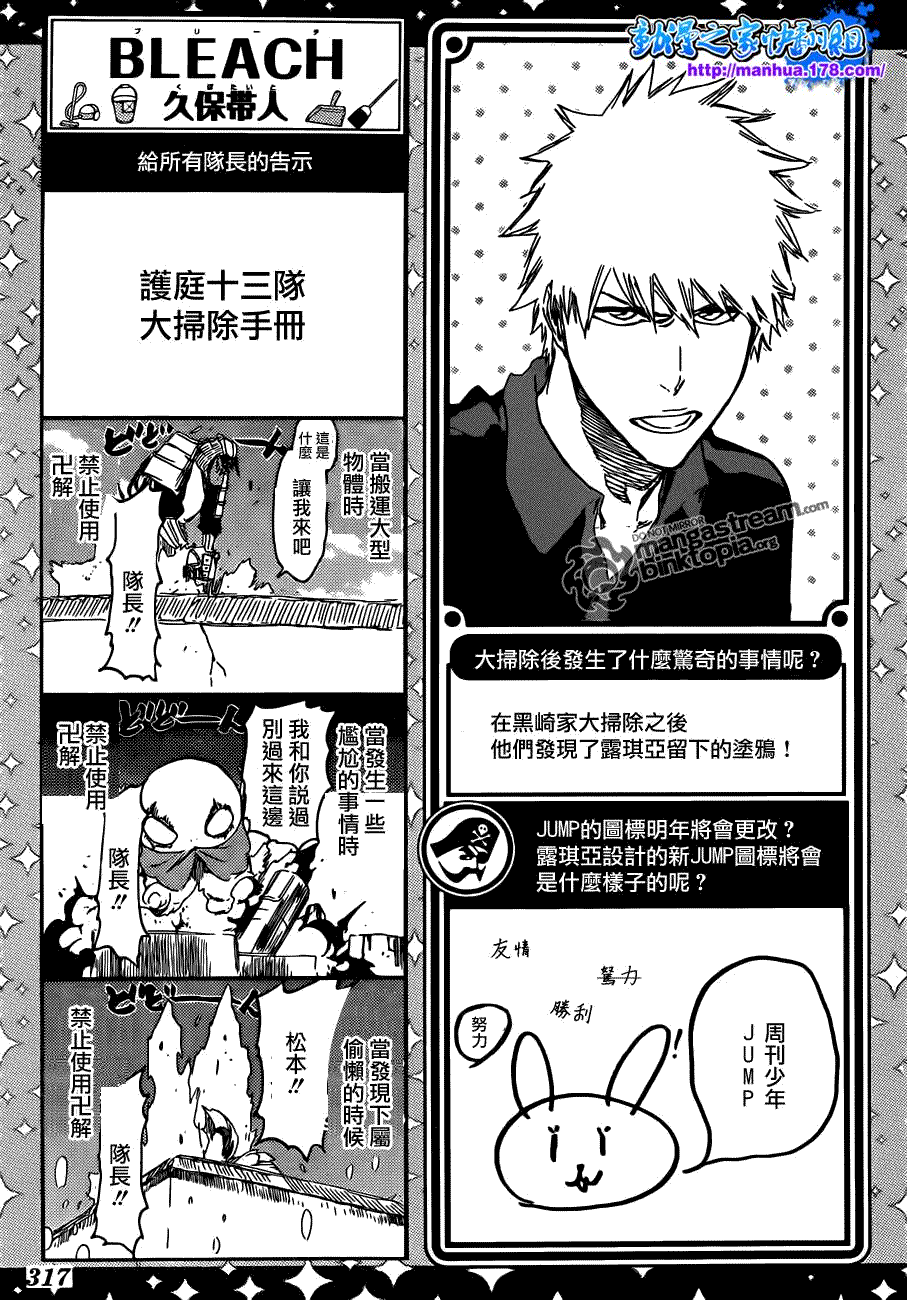 動漫之家快翻組
http://manhua.178.com/
ブリーチ
BLEACH
久保帯人
給所有隊長的告示
護庭十三隊
大掃除手冊
當搬運大型
物體時
這是
什麼
讓我來吧
禁止使用
卍解
隊長!!
當發生一些
尷尬的事情時
我和你說過
別過來這邊
禁止使用
卍解
隊長!!
當發現下屬
偷懶的時候
松本!!
禁止使用卍解
隊長!!
317
DO NOT MIRROR
mangastream.com
binktopia.org
大掃除後發生了什麼驚奇的事情呢？
在黑崎家大掃除之後
他們發現了露琪亞留下的塗鴉！
JUMP的圖標明年將會更改？
露琪亞設計的新JUMP圖標將會
是什麼樣子的呢？
友情
勝利
努力
!
周刊少年
JUMP